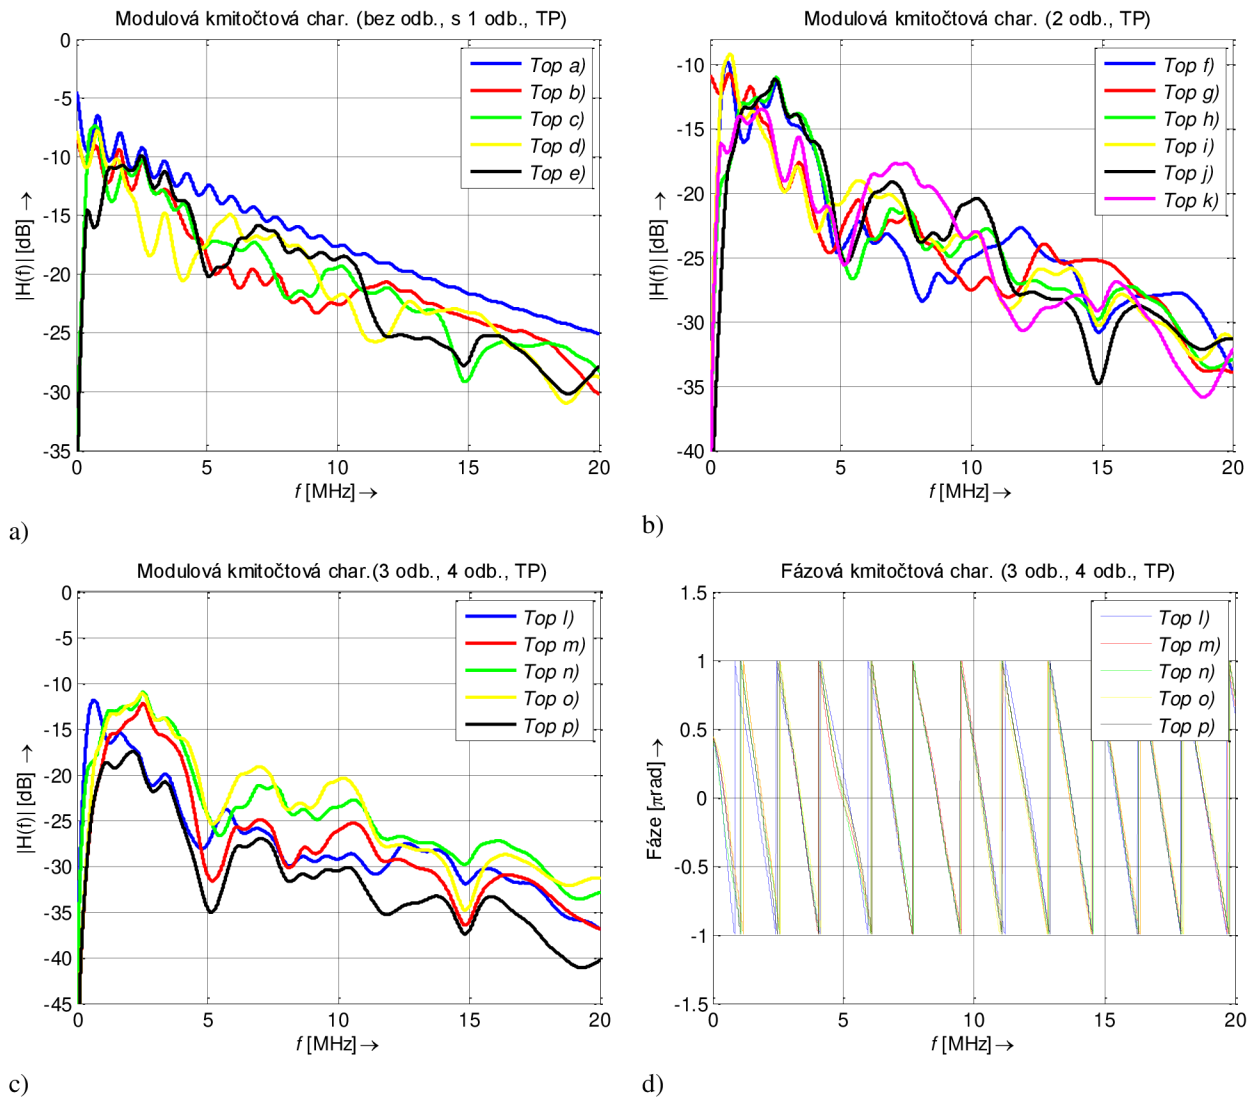 Modulová kmitočtová char. (bez odb., s 1 odb., TP)
0
-5
-10
-15
-20
-25
-30
-35
|H(f)| [dB] →
0 5 10 15 20
f [MHz] →
Top a)
Top b)
Top c)
Top d)
Top e)
a)
Modulová kmitočtová char. (2 odb., TP)
-10
-15
-20
-25
-30
-35
-40
|H(f)| [dB] →
0 5 10 15 20
f [MHz] →
Top f)
Top g)
Top h)
Top i)
Top j)
Top k)
b)
Modulová kmitočtová char.(3 odb., 4 odb., TP)
0
-5
-10
-15
-20
-25
-30
-35
-40
-45
|H(f)| [dB] →
0 5 10 15 20
f [MHz] →
Top l)
Top m)
Top n)
Top o)
Top p)
c)
Fázová kmitočtová char. (3 odb., 4 odb., TP)
1.5
1
0.5
0
-0.5
-1
-1.5
Fáze [πrad] →
0 5 10 15 20
f [MHz] →
Top l)
Top m)
Top n)
Top o)
Top p)
d)